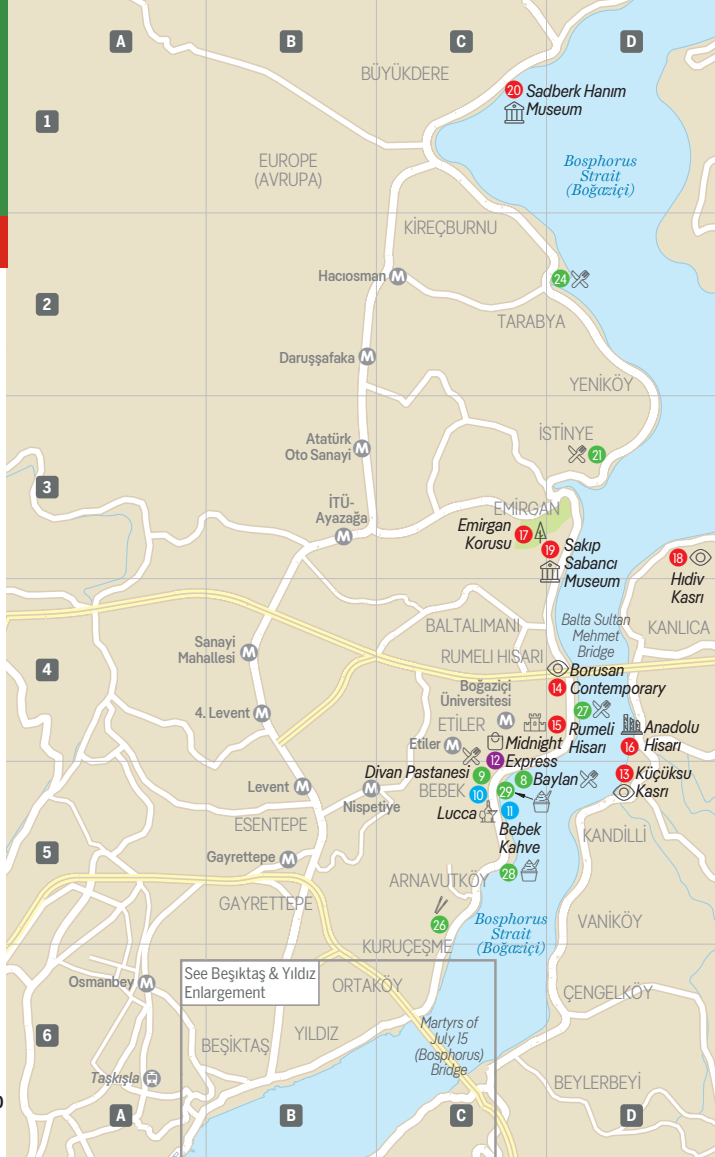 A
B
C
D
BÜYÜKDERE
20 Sadberk Hanım
Museum
1
EUROPE
(AVRUPA)
Bosphorus
Strait
(Boğaziçi)
KİREÇBURNU
Hacıosman M
24
2
TARABYA
Daruşşafaka M
YENİKÖY
İSTİNYE
Atatürk
Oto Sanayi M
21
3
İTÜ-
Ayazağa
M
EMİRGAN
Emirgan
Korusu
17
19 Sakıp
Sabancı
Museum
18
Hıdiv
Kasrı
BALTALIMANI
Balta Sultan
Mehmet
Bridge
KANLICA
Sanayi
Mahallesi M
4
RUMELI HISARI
Borusan
14 Contemporary
Boğaziçi
Üniversitesi
M
4. Levent M
ETİLER
27
15 Rumeli
Hisarı
Anadolu
16 Hisarı
Etiler M
Midnight
12 Express
Divan Pastanesi 9
8 Baylan
13 Küçüksu
Kasrı
Levent M
M
Nispetiye
BEBEK 10
29
Lucca
11
Bebek
Kahve
ESENTEPE
KANDİLLİ
5
Gayrettepe M
28
ARNAVUTKÖY
GAYRETTEPE
26
Bosphorus
Strait
(Boğaziçi)
VANİKÖY
KURUÇEŞME
See Beşıktaş & Yıldız
Enlargement
Osmanbey M
ORTAKÖY
ÇENGELKÖY
6
YILDIZ
BEŞİKTAŞ
Martyrs of
July 15
(Bosphorus)
Bridge
Taşkışla
BEYLERBEYİ
A
B
C
D